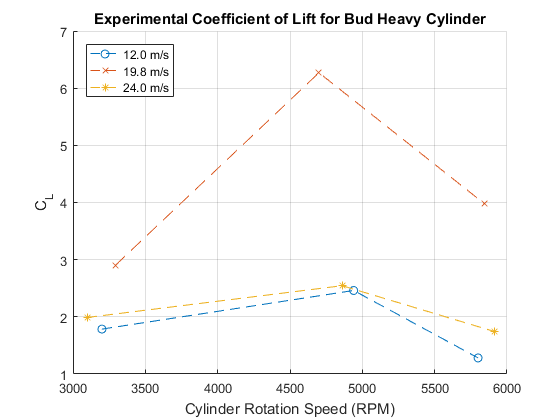 Experimental Coefficient of Lift for Bud Heavy Cylinder
7
12.0 m/s
19.8 m/s
24.0 m/s
6
5
4
3
2
1
C_L
3000 3500 4000 4500 5000 5500 6000
Cylinder Rotation Speed (RPM)